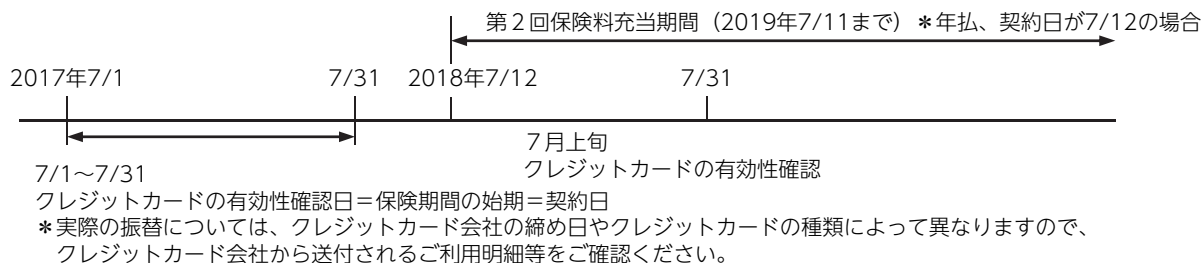 第2回保険料充当期間（2019年7/11まで）＊年払、契約日が7/12の場合
2017年7/1 7/31 2018年7/12 7/31
7月上旬
クレジットカードの有効性確認
7/1～7/31
クレジットカードの有効性確認日＝保険期間の始期＝契約日
＊実際の振替については、クレジットカード会社の締め日やクレジットカードの種類によって異なりますので、
クレジットカード会社から送付されるご利用明細等をご確認ください。